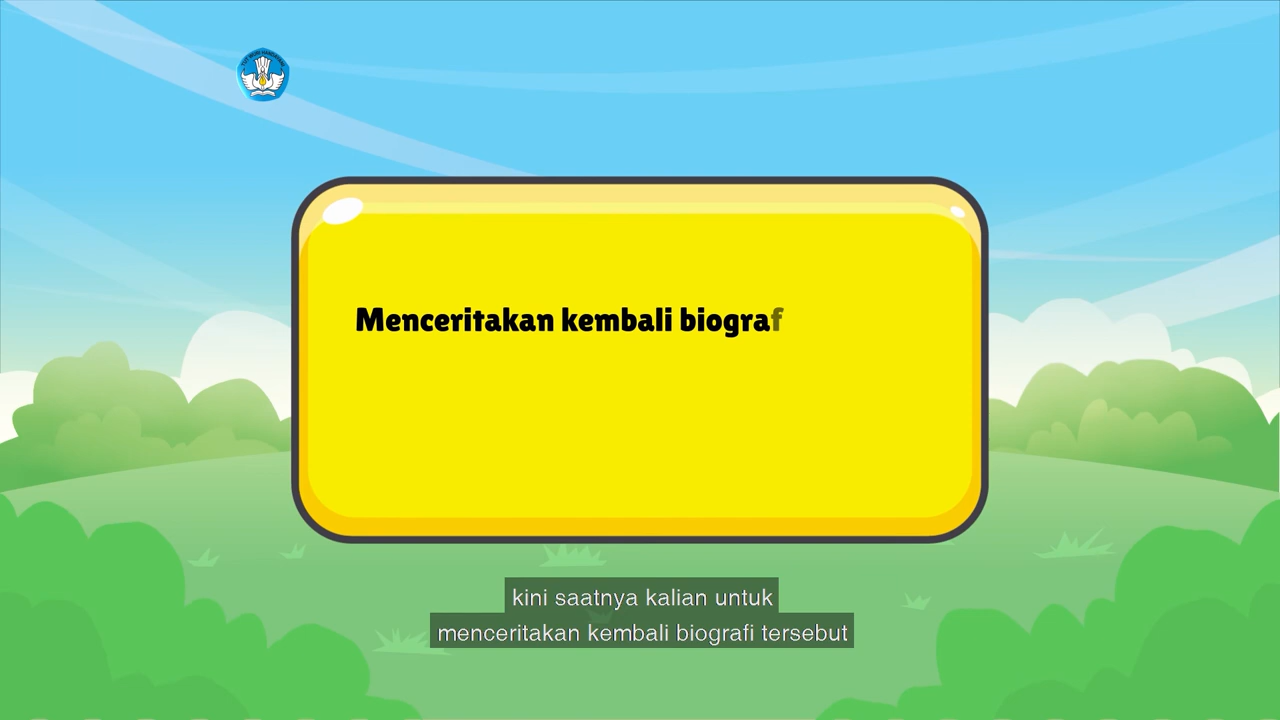 Menceritakan kembali biograf
kini saatnya kalian untuk
menceritakan kembali biografi tersebut